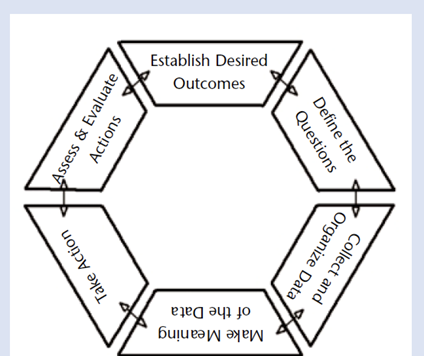 Establish Desired
Outcomes
Define the
Questions
Collect and
Organize Data
Make Meaning
of the Data
Take Action
Assess & Evaluate
Actions